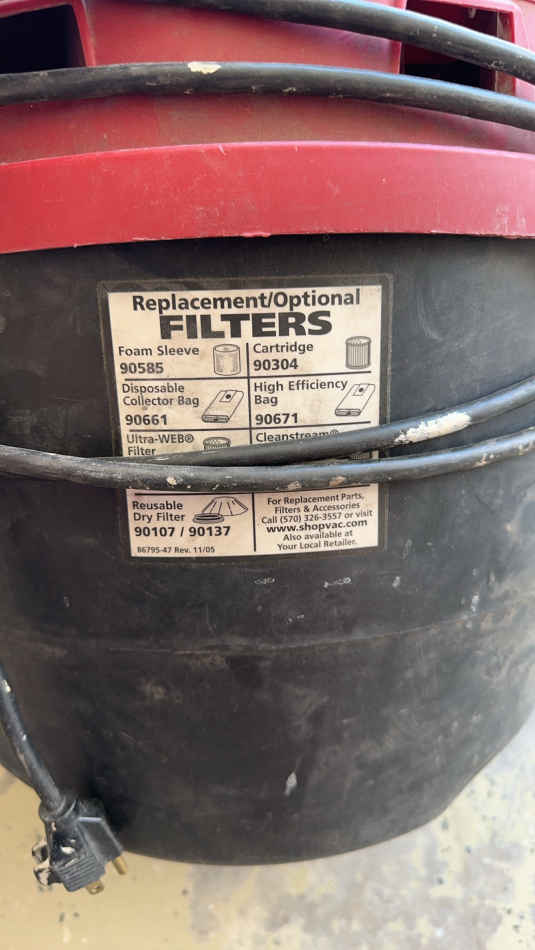 Replacement/Optional
FILTERS
Foam Sleeve
90585
Cartridge
90304
Disposable
Collector Bag
90661
High Efficiency
Bag
90671
Ultra-WEB®
Filter
Cleanstream®
Reusable
Dry Filter
90107 / 90137
86795-47 Rev. 11/05
For Replacement Parts,
Filters & Accessories
Call (570) 326-3557 or visit
www.shopvac.com
Also available at
Your Local Retailer.